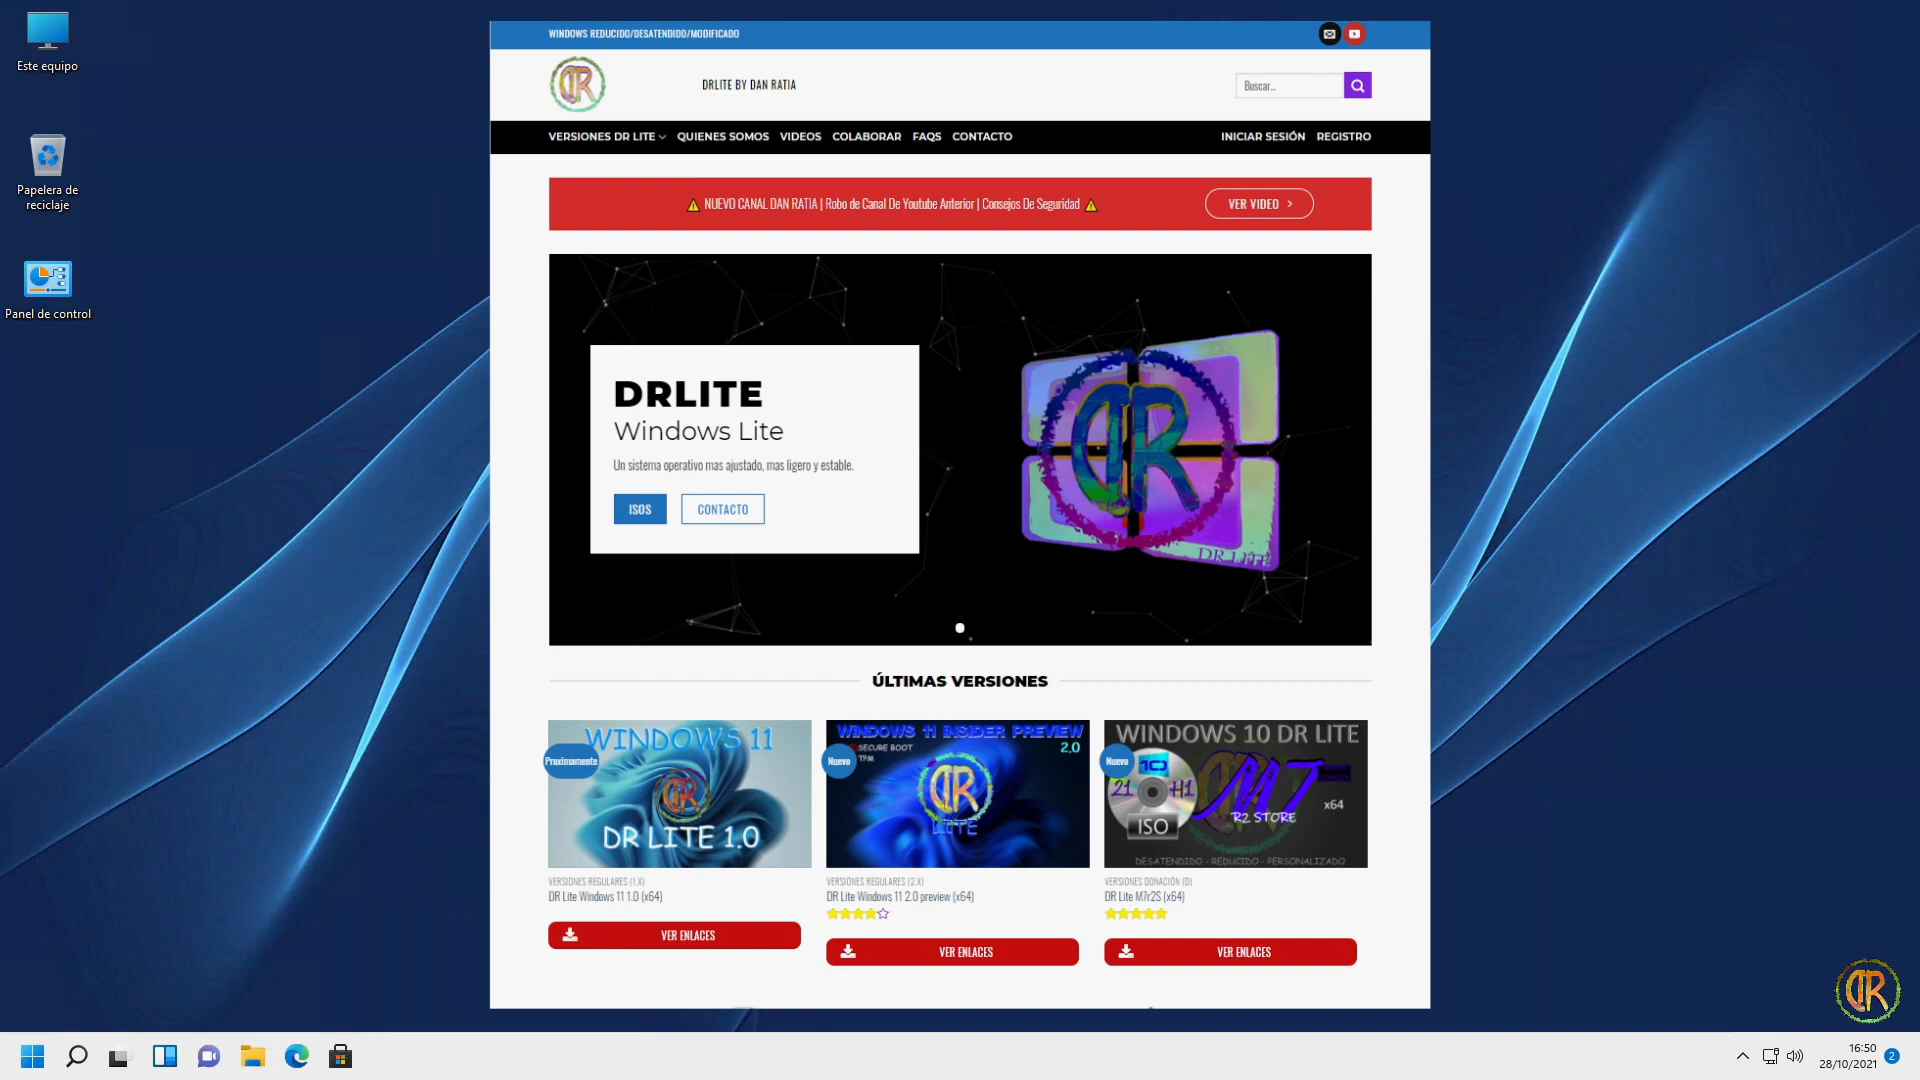 Este equipo
Papelera de
reciclaje
Panel de control
WINDOWS REDUCIDO/DESATENDIDO/MODIFICADO
DRLITE BY DAN RATIA
Buscar...
VERSIONES DR LITE QUIENES SOMOS VIDEOS COLABORAR FAQS CONTACTO
INICIAR SESIÓN REGISTRO
NUEVO CANAL DAN RATIA | Robo de Canal De Youtube Anterior | Consejos De Seguridad
VER VIDEO >
DRLITE
Windows Lite
Un sistema operativo mas ajustado, mas ligero y estable.
ISOS CONTACTO
DR
DR LITE
ÚLTIMAS VERSIONES
WINDOWS 11
Proximamente
DR LITE 1.0
VERSIONES REGULARES (1.X)
DR Lite Windows 11 1.0 (x64)
VER ENLACES
WINDOWS 11 INSIDER PREVIEW
2.0
SECURE BOOT
TPM
Nuevo
DR
LITE
VERSIONES REGULARES (2.X)
DR Lite Windows 11 2.0 preview (x64)
VER ENLACES
WINDOWS 10 DR LITE
Nuevo
10
21 H1
M7
x64
R2 STORE
ISO
DESATENDIDO - REDUCIDO - PERSONALIZADO
VERSIONES DONACIÓN (D)
DR Lite M7r2S (x64)
VER ENLACES
DR
16:50
28/10/2021
2